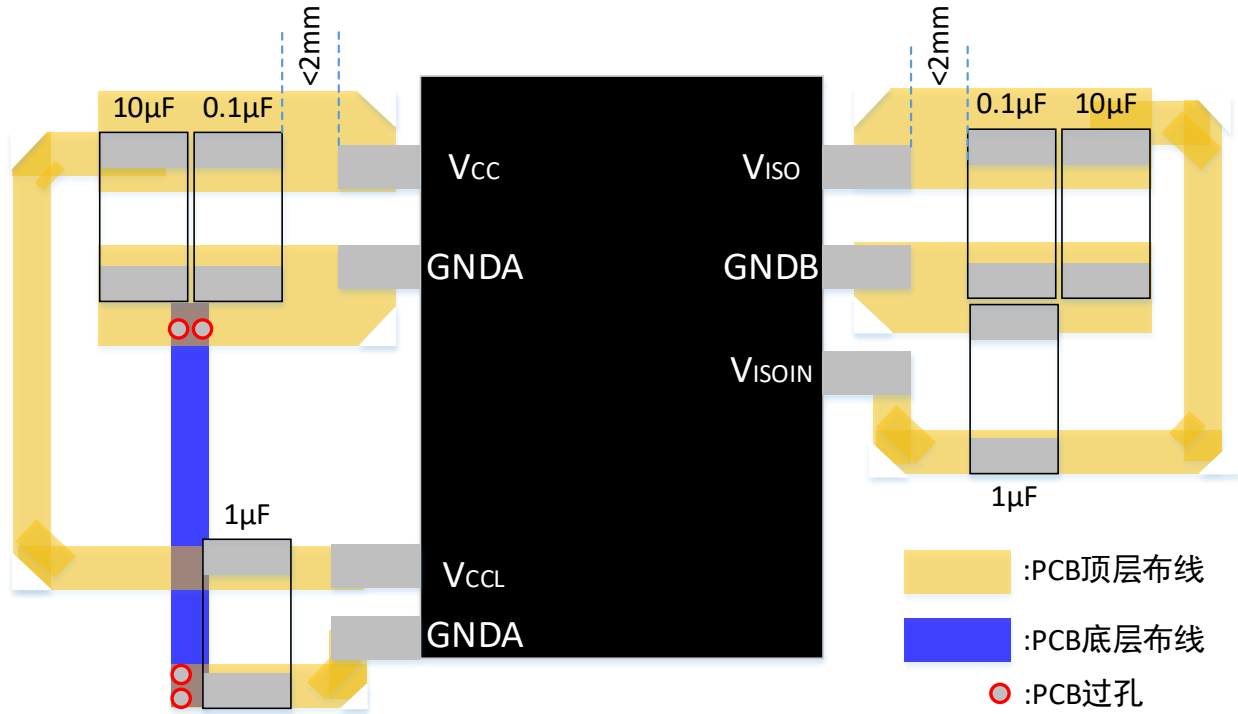 <2mm
<2mm
10μF
0.1μF
0.1μF
10μF
VCC
VISO
GNDA
GNDB
VISOIN
1μF
1μF
VCCL
GNDA
:PCB顶层布线
:PCB底层布线
:PCB过孔